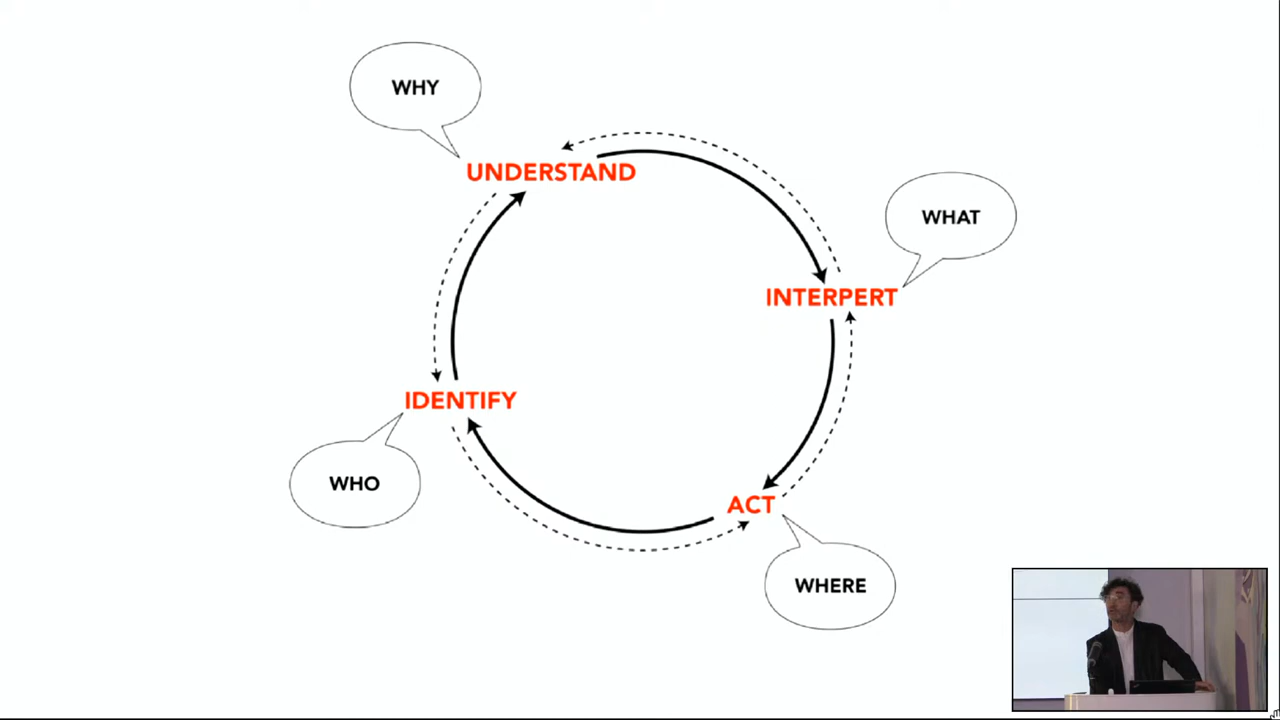 WHY
UNDERSTAND
WHAT
INTERPERT
IDENTIFY
WHO
ACT
WHERE